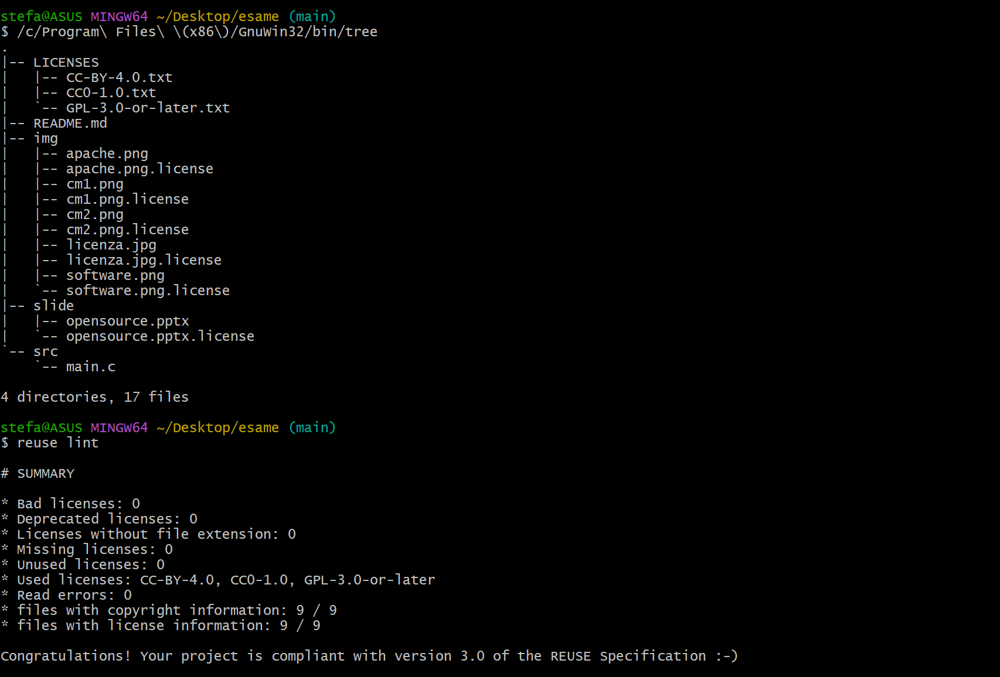 stefa@ASUS MINGW64 ~/Desktop/esame (main)
$ /c/Program\ Files\ \(x86\)/GnuWin32/bin/tree
.
|-- LICENSES
|   |-- CC-BY-4.0.txt
|   |-- CC0-1.0.txt
|   `-- GPL-3.0-or-later.txt
|-- README.md
|-- img
|   |-- apache.png
|   |-- apache.png.license
|   |-- cm1.png
|   |-- cm1.png.license
|   |-- cm2.png
|   |-- cm2.png.license
|   |-- licenza.jpg
|   |-- licenza.jpg.license
|   |-- software.png
|   `-- software.png.license
|-- slide
|   |-- opensource.pptx
|   `-- opensource.pptx.license
`-- src
    `-- main.c

4 directories, 17 files

stefa@ASUS MINGW64 ~/Desktop/esame (main)
$ reuse lint

# SUMMARY

* Bad licenses: 0
* Deprecated licenses: 0
* Licenses without file extension: 0
* Missing licenses: 0
* Unused licenses: 0
* Used licenses: CC-BY-4.0, CC0-1.0, GPL-3.0-or-later
* Read errors: 0
* files with copyright information: 9 / 9
* files with license information: 9 / 9

Congratulations! Your project is compliant with version 3.0 of the REUSE Specification :-)